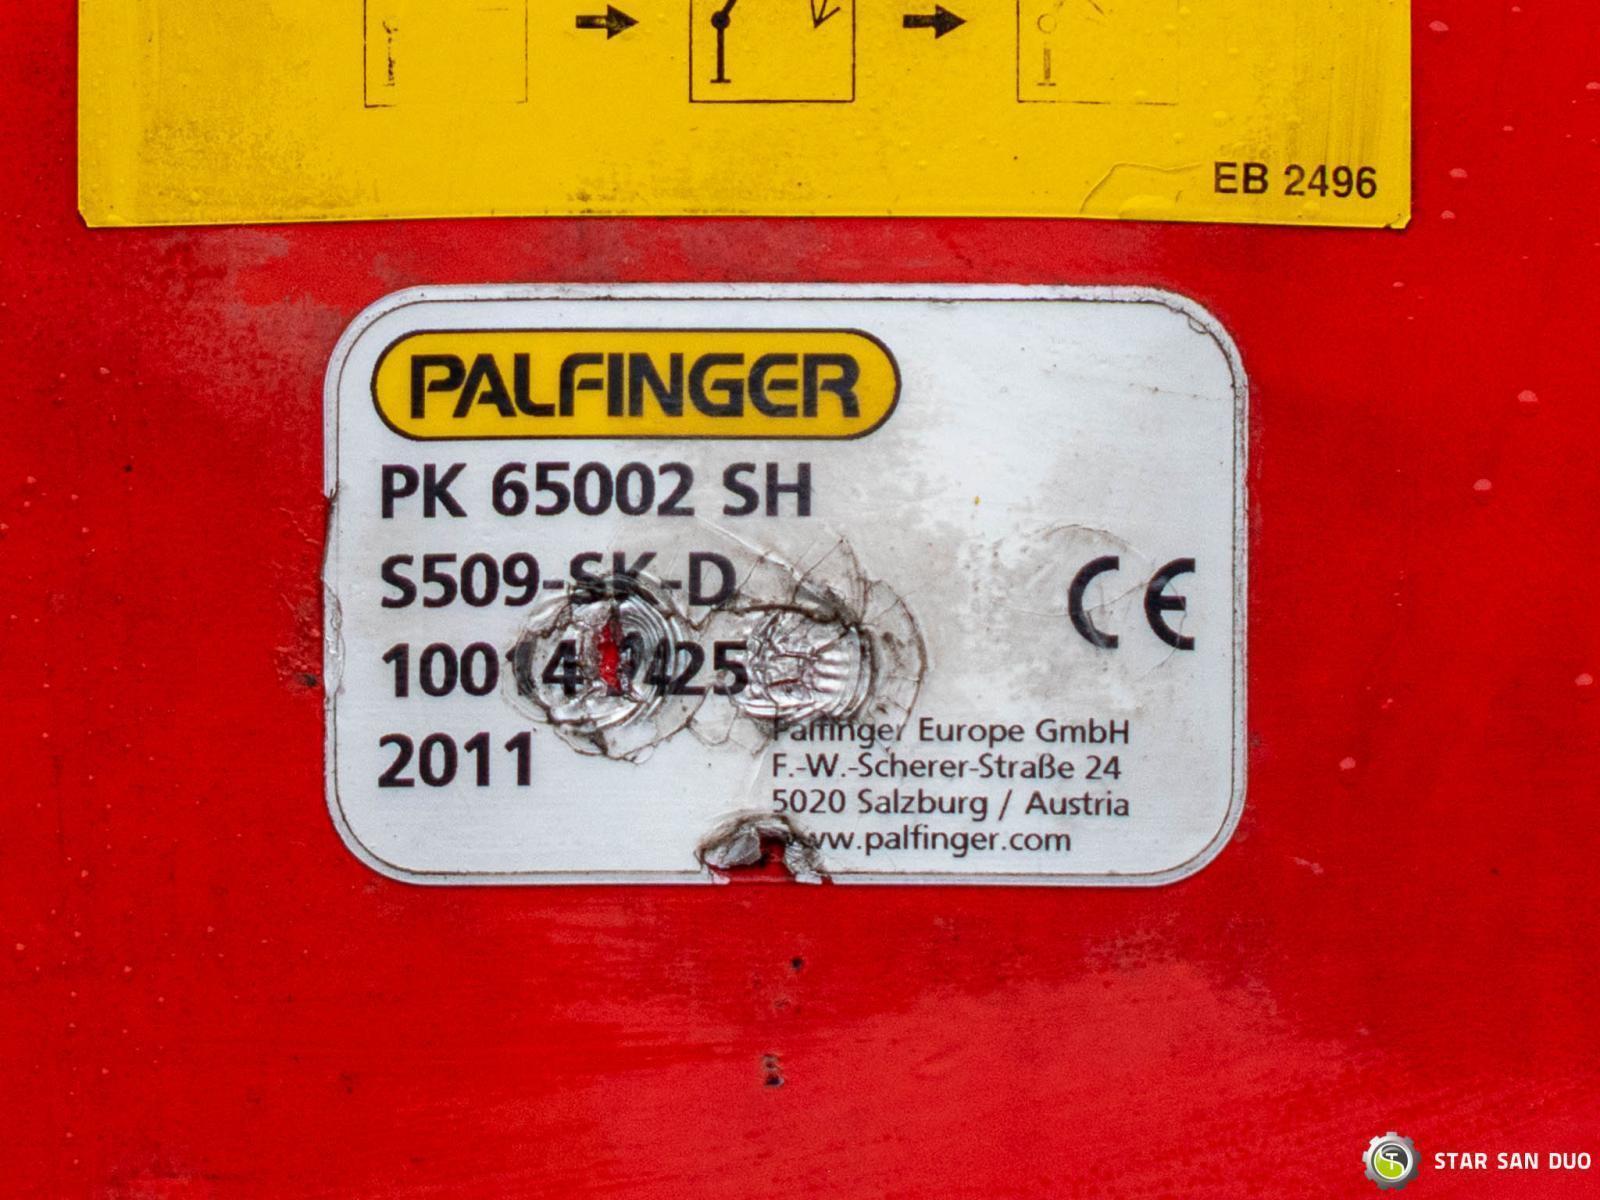 EB 2496
PALFINGER
PK 65002 SH
S509-SK-D
2011
CE
Palfinger Europe GmbH
F.-W.-Scherer-Straße 24
5020 Salzburg / Austria
www.palfinger.com
STAR SAN DUO